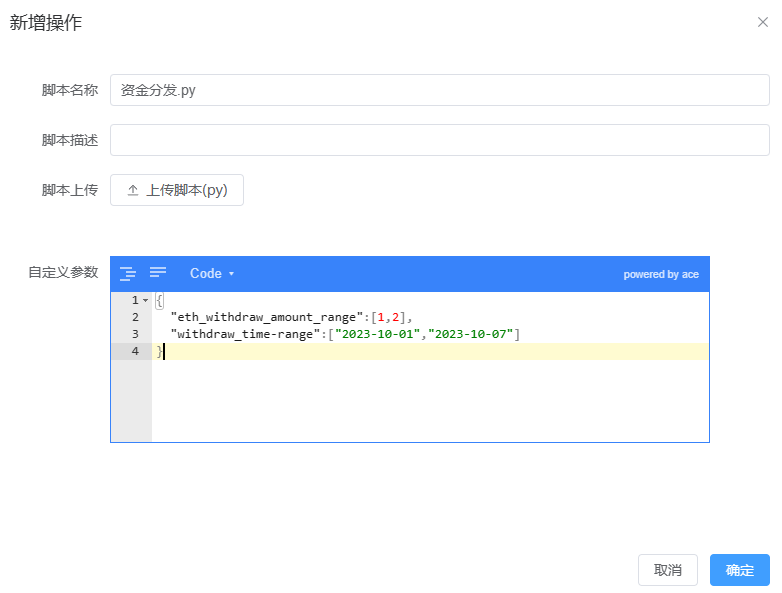 新增操作
脚本名称 资金分发.py
脚本描述
脚本上传 上传脚本(py)
自定义参数 Code powered by ace
1 {
2 "eth_withdraw_amount_range":[1,2],
3 "withdraw_time-range":["2023-10-01","2023-10-07"]
4 }
取消 确定